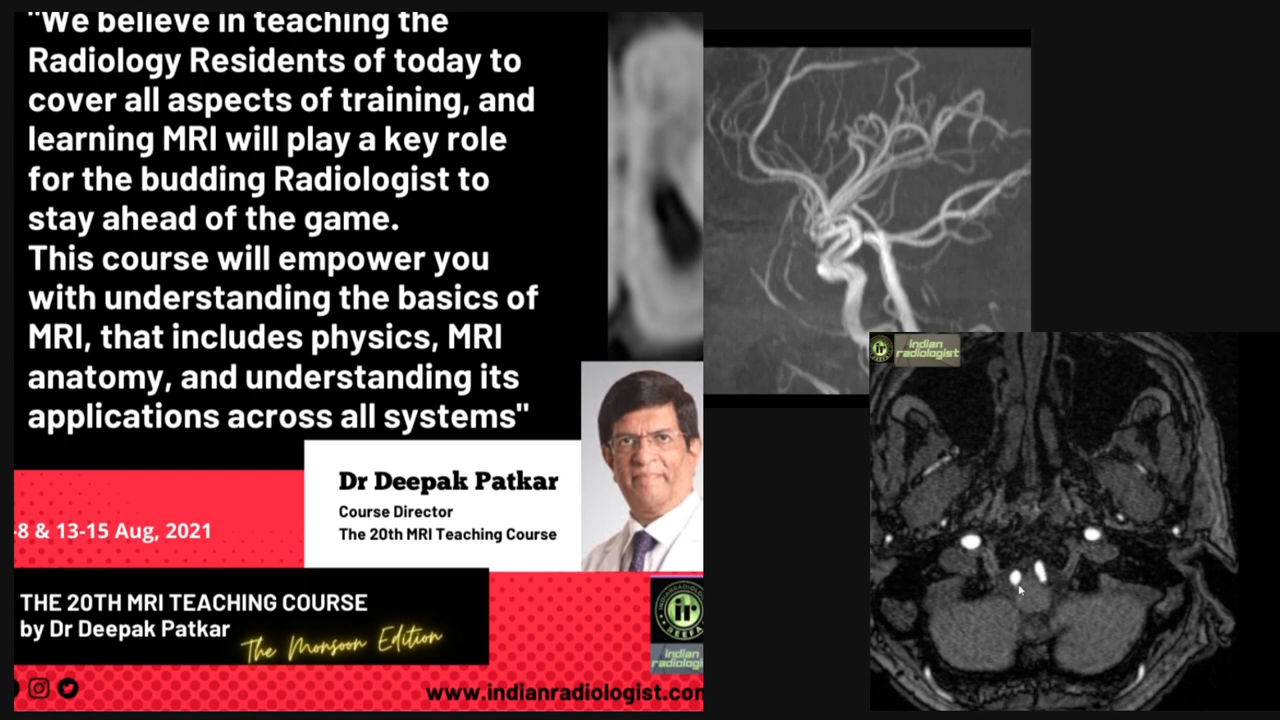 "We believe in teaching the
Radiology Residents of today to
cover all aspects of training, and
learning MRI will play a key role
for the budding Radiologist to
stay ahead of the game.
This course will empower you
with understanding the basics of
MRI, that includes physics, MRI
anatomy, and understanding its
applications across all systems"
Dr Deepak Patkar
Course Director
The 20th MRI Teaching Course
-8 & 13-15 Aug, 2021
THE 20TH MRI TEACHING COURSE
by Dr Deepak Patkar
The Monsoon Edition
ir
indian
radiologi
www.indianradiologist.com
ir
indian
radiologist